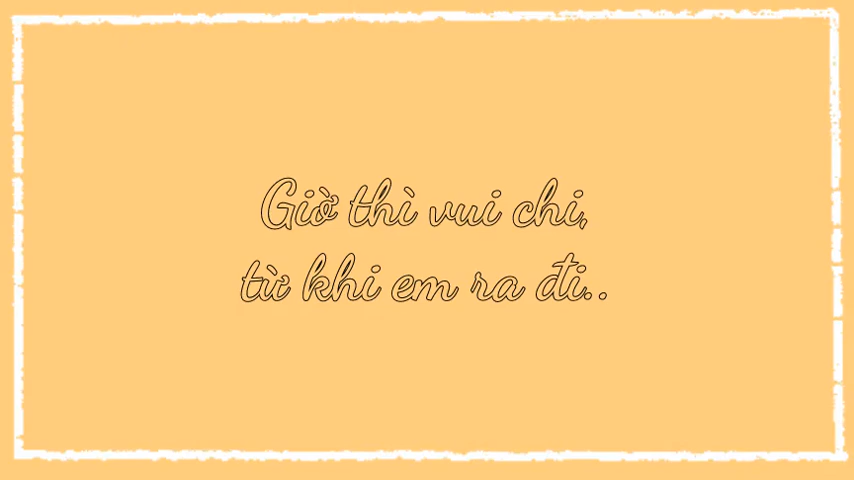 Giờ thì vui chi,
từ khi em ra đi..